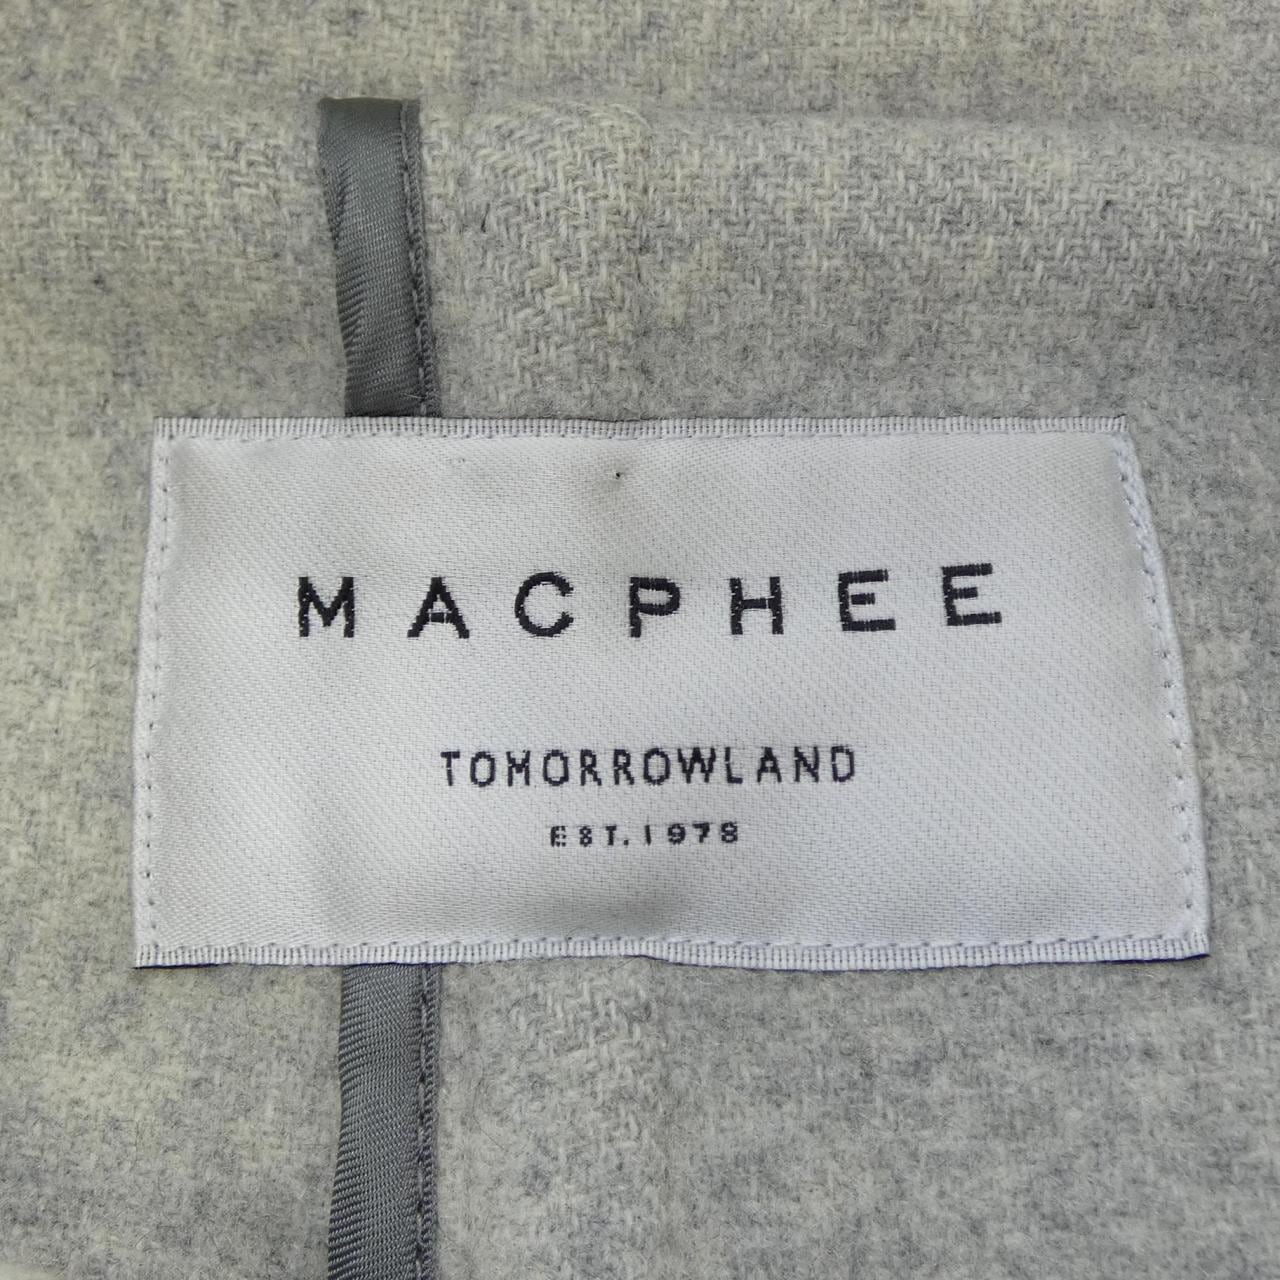 MACPHEE
TOMORROWLAND
EST. 1978